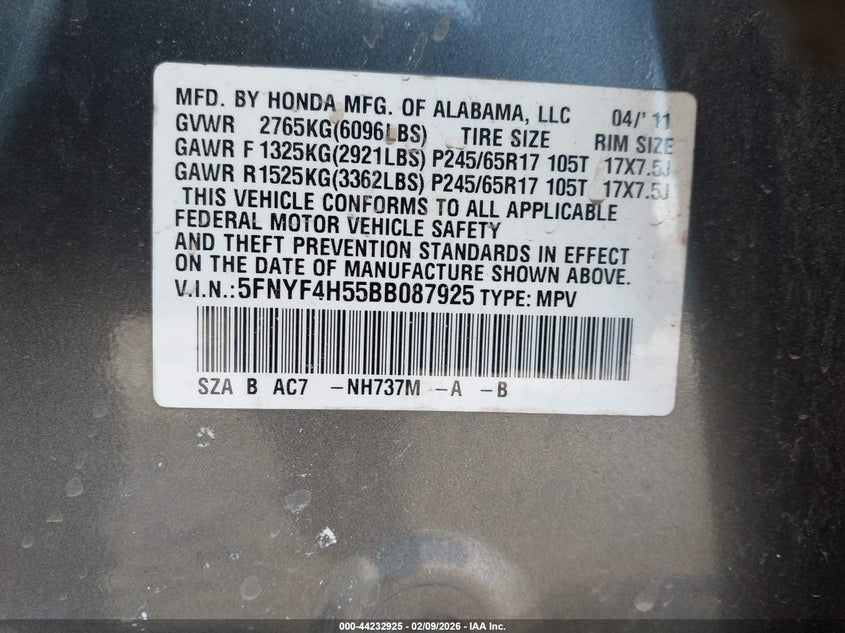 MFD. BY HONDA MFG. OF ALABAMA, LLC 04/'11
GVWR 2765KG(6096LBS) TIRE SIZE RIM SIZE
GAWR F 1325KG(2921LBS) P245/65R17 105T 17X7.5J
GAWR R1525KG(3362LBS) P245/65R17 105T 17X7.5J
THIS VEHICLE CONFORMS TO ALL APPLICABLE
FEDERAL MOTOR VEHICLE SAFETY
AND THEFT PREVENTION STANDARDS IN EFFECT
ON THE DATE OF MANUFACTURE SHOWN ABOVE.
V.I.N.: 5FNYF4H55BB087925 TYPE: MPV
SZA B AC7 -NH737M -A -B
000-44232925 - 02/09/2026 - IAA Inc.